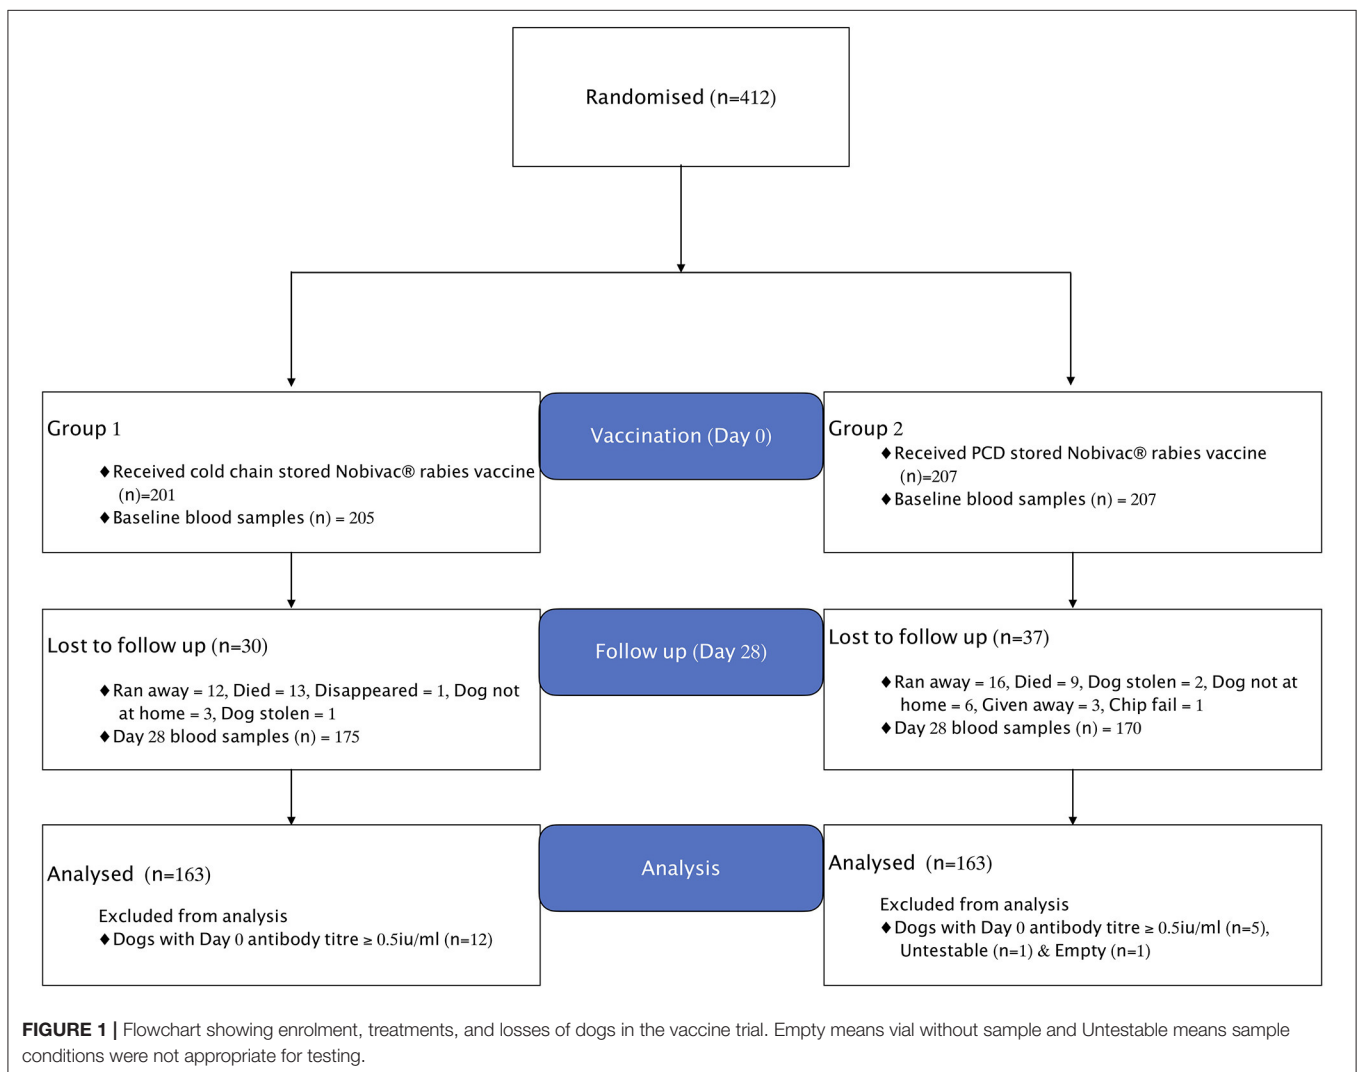 Randomised (n=412)
Group 1
♦Received cold chain stored Nobivac® rabies vaccine
(n)=201
♦Baseline blood samples (n) = 205
Vaccination (Day 0)
Group 2
♦Received PCD stored Nobivac® rabies vaccine
(n)=207
♦Baseline blood samples (n) = 207
Lost to follow up (n=30)
♦Ran away = 12, Died = 13, Disappeared = 1, Dog not
at home = 3, Dog stolen = 1
♦Day 28 blood samples (n) = 175
Follow up (Day 28)
Lost to follow up (n=37)
♦Ran away = 16, Died = 9, Dog stolen = 2, Dog not at
home = 6, Given away = 3, Chip fail = 1
♦Day 28 blood samples (n) = 170
Analysed (n=163)
Excluded from analysis
♦Dogs with Day 0 antibody titre ≥ 0.5iu/ml (n=12)
Analysis
Analysed (n=163)
Excluded from analysis
♦Dogs with Day 0 antibody titre ≥ 0.5iu/ml (n=5),
Untestable (n=1) & Empty (n=1)
FIGURE 1 | Flowchart showing enrolment, treatments, and losses of dogs in the vaccine trial. Empty means vial without sample and Untestable means sample
conditions were not appropriate for testing.